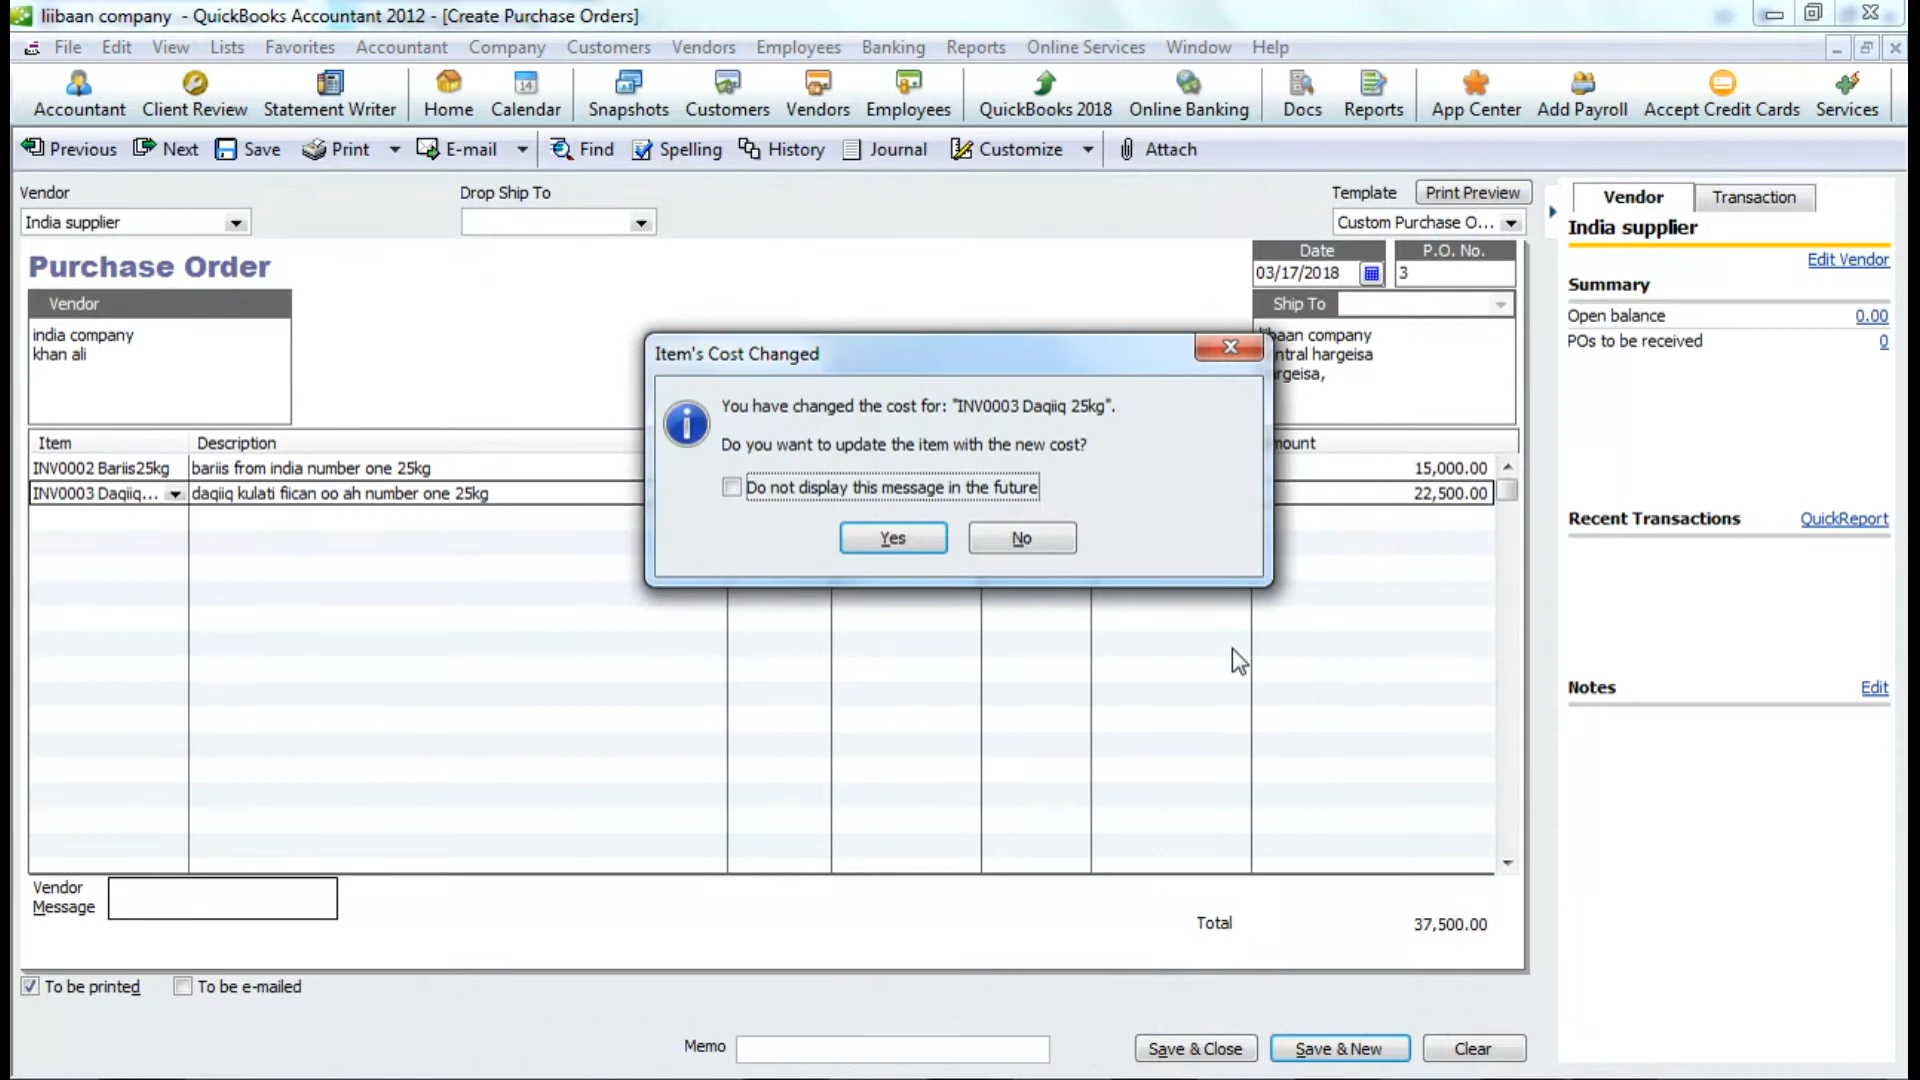 liibaan company - QuickBooks Accountant 2012 - [Create Purchase Orders]
File Edit View Lists Favorites Accountant Company Customers Vendors Employees Banking Reports Online Services Window Help
14
Accountant Client Review Statement Writer Home Calendar Snapshots Customers Vendors Employees QuickBooks 2018 Online Banking Docs Reports App Center Add Payroll Accept Credit Cards Services
Previous Next Save Print E-mail Find Spelling History Journal Customize Attach
Vendor Drop Ship To Template Print Preview
India supplier Custom Purchase O...
Purchase Order
Date P.O. No.
03/17/2018 3
Vendor
india company
khan ali
Ship To
baan company
ntral hargeisa
argeisa,
Item Description mount
INV0002 Bariis25kg bariis from india number one 25kg 15,000.00
INV0003 Daqiiq... daqiiq kulati fiican oo ah number one 25kg 22,500.00
Item's Cost Changed
You have changed the cost for: "INV0003 Daqiiq 25kg".
Do you want to update the item with the new cost?
Do not display this message in the future
Yes No
Vendor
Message
Total 37,500.00
To be printed To be e-mailed
Memo Save & Close Save & New Clear
Vendor Transaction
India supplier
Edit Vendor
Summary
Open balance 0.00
POs to be received 0
Recent Transactions QuickReport
Notes Edit